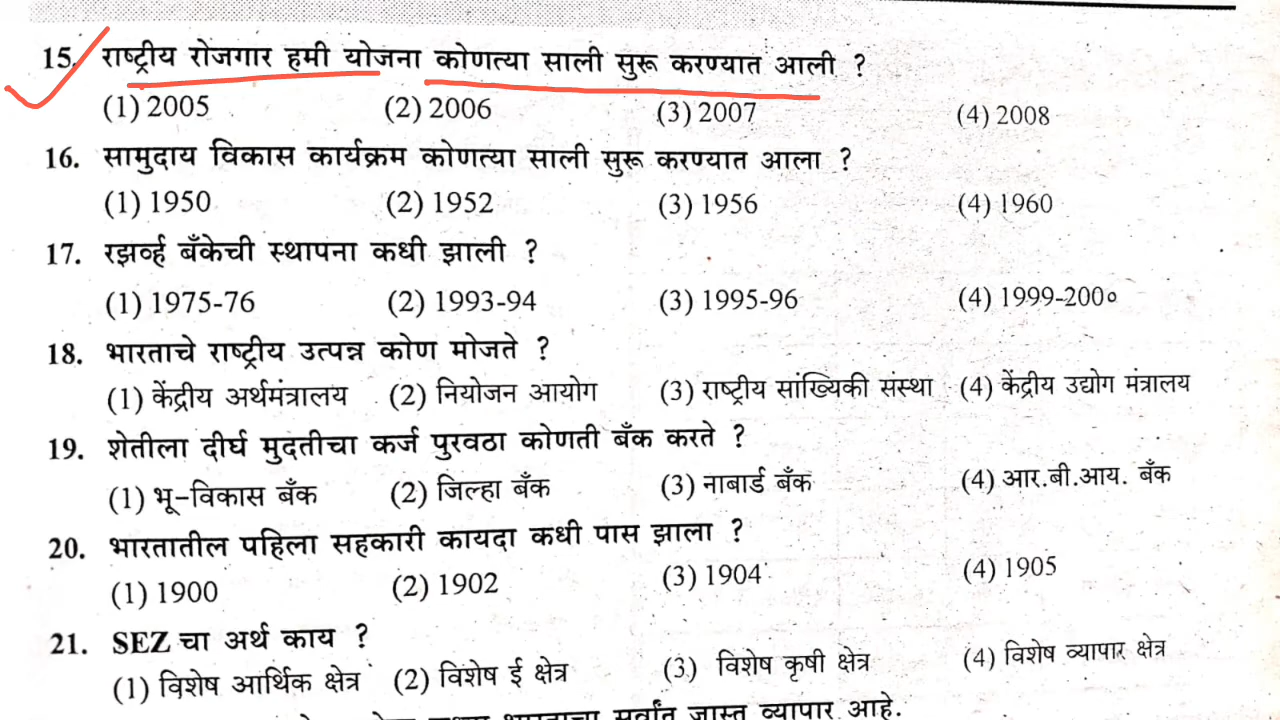 15. राष्ट्रीय रोजगार हमी योजना कोणत्या साली सुरू करण्यात आली ?
(1) 2005 (2) 2006 (3) 2007 (4) 2008
16. सामुदाय विकास कार्यक्रम कोणत्या साली सुरू करण्यात आला ?
(1) 1950 (2) 1952 (3) 1956 (4) 1960
17. रझर्व्ह बँकेची स्थापना कधी झाली ?
(1) 1975-76 (2) 1993-94 (3) 1995-96 (4) 1999-200०
18. भारताचे राष्ट्रीय उत्पन्न कोण मोजते ?
(1) केंद्रीय अर्थमंत्रालय (2) नियोजन आयोग (3) राष्ट्रीय सांख्यिकी संस्था (4) केंद्रीय उद्योग मंत्रालय
19. शेतीला दीर्घ मुदतीचा कर्ज पुरवठा कोणती बँक करते ?
(1) भू-विकास बँक (2) जिल्हा बँक (3) नाबार्ड बँक (4) आर.बी.आय. बँक
20. भारतातील पहिला सहकारी कायदा कधी पास झाला ?
(1) 1900 (2) 1902 (3) 1904 (4) 1905
21. SEZ चा अर्थ काय ?
(1) विशेष आर्थिक क्षेत्र (2) विशेष ई क्षेत्र (3) विशेष कृषी क्षेत्र (4) विशेष व्यापार क्षेत्र
भारताचा सर्वांत जास्त व्यापार आहे.